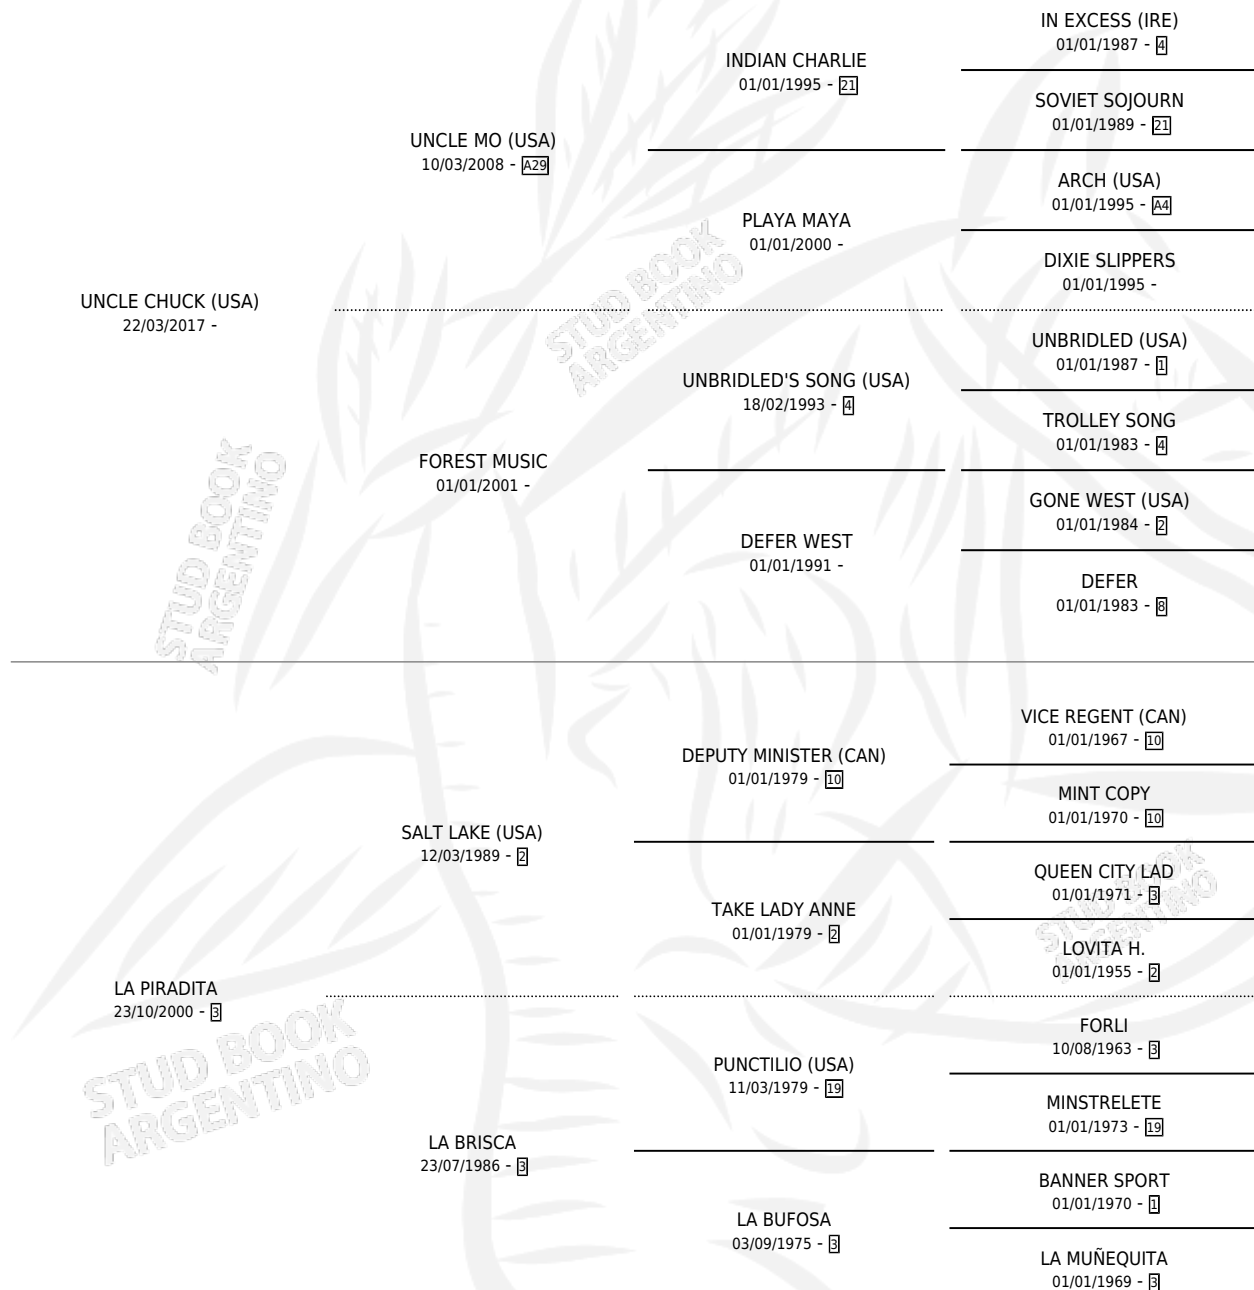 IN EXCESS (IRE)
01/01/1987 - 4
INDIAN CHARLIE
01/01/1995 - 21
SOVIET SOJOURN
01/01/1989 - 21
UNCLE MO (USA)
10/03/2008 - A29
ARCH (USA)
01/01/1995 - A4
PLAYA MAYA
01/01/2000 -
DIXIE SLIPPERS
01/01/1995 -
UNCLE CHUCK (USA)
22/03/2017 -
STUD BOOK
ARGENTINO
UNBRIDLED (USA)
01/01/1987 - 1
UNBRIDLED'S SONG (USA)
18/02/1993 - 4
TROLLEY SONG
01/01/1983 - 4
FOREST MUSIC
01/01/2001 -
GONE WEST (USA)
01/01/1984 - 2
DEFER WEST
01/01/1991 -
DEFER
01/01/1983 - 8
STUD BOOK
ARGENTINO
VICE REGENT (CAN)
01/01/1967 - 10
DEPUTY MINISTER (CAN)
01/01/1979 - 10
MINT COPY
01/01/1970 - 10
SALT LAKE (USA)
12/03/1989 - 2
QUEEN CITY LAD
01/01/1971 - 3
TAKE LADY ANNE
01/01/1979 - 2
STUD BOOK
ARGENTINO
LOVITA H.
01/01/1955 - 2
LA PIRADITA
23/10/2000 - 3
FORLI
10/08/1963 - 3
PUNCTILIO (USA)
11/03/1979 - 19
STUD BOOK
ARGENTINO
MINSTRELETE
01/01/1973 - 19
LA BRISCA
23/07/1986 - 3
BANNER SPORT
01/01/1970 - 1
LA BUFOSA
03/09/1975 - 3
LA MUÑEQUITA
01/01/1969 - 3